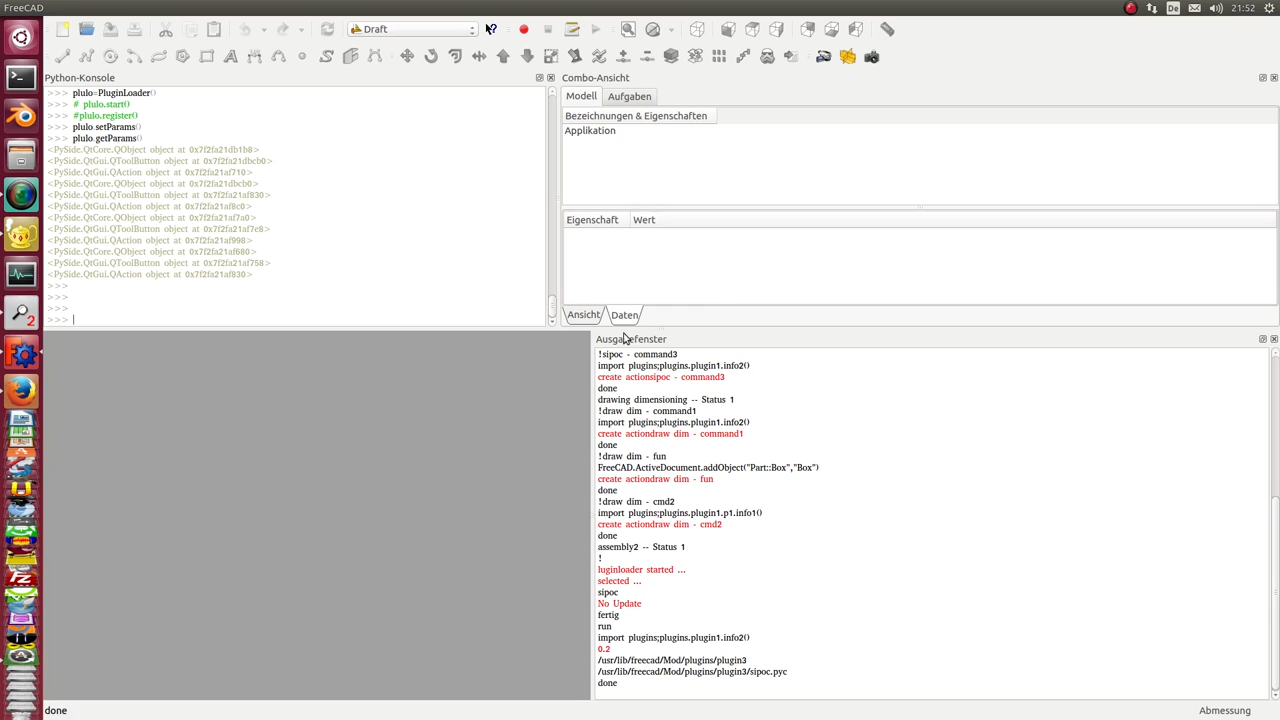 FreeCAD
De
21:52
Draft
Python-Konsole
>>> plulo=PluginLoader()
>>> # plulo.start()
>>> #plulo.register()
>>> plulo.setParams()
>>> plulo.getParams()
<PySide.QtCore.QObject object at 0x7f2fa21db1b8>
<PySide.QtGui.QToolButton object at 0x7f2fa21dbcb0>
<PySide.QtGui.QAction object at 0x7f2fa21af710>
<PySide.QtCore.QObject object at 0x7f2fa21dbcb0>
<PySide.QtGui.QToolButton object at 0x7f2fa21af830>
<PySide.QtGui.QAction object at 0x7f2fa21af8c0>
<PySide.QtCore.QObject object at 0x7f2fa21af7a0>
<PySide.QtGui.QToolButton object at 0x7f2fa21af7e8>
<PySide.QtGui.QAction object at 0x7f2fa21af998>
<PySide.QtCore.QObject object at 0x7f2fa21af680>
<PySide.QtGui.QToolButton object at 0x7f2fa21af758>
<PySide.QtGui.QAction object at 0x7f2fa21af830>
>>>
>>>
>>>
>>>
Combo-Ansicht
Modell Aufgaben
Bezeichnungen & Eigenschaften
Applikation
Eigenschaft Wert
Ansicht Daten
!sipoc - command3
import plugins;plugins.plugin1.info2()
create actionsipoc - command3
done
drawing dimensioning -- Status 1
!draw dim - command1
import plugins;plugins.plugin1.info2()
create actiondraw dim - command1
done
!draw dim - fun
FreeCAD.ActiveDocument.addObject("Part::Box","Box")
create actiondraw dim - fun
done
!draw dim - cmd2
import plugins;plugins.plugin1.p1.info1()
create actiondraw dim - cmd2
done
assembly2 -- Status 1
!
luginloader started ...
selected ...
sipoc
No Update
fertig
run
import plugins;plugins.plugin1.info2()
0.2
/usr/lib/freecad/Mod/plugins/plugin3
/usr/lib/freecad/Mod/plugins/plugin3/sipoc.pyc
done
done
Abmessung
2